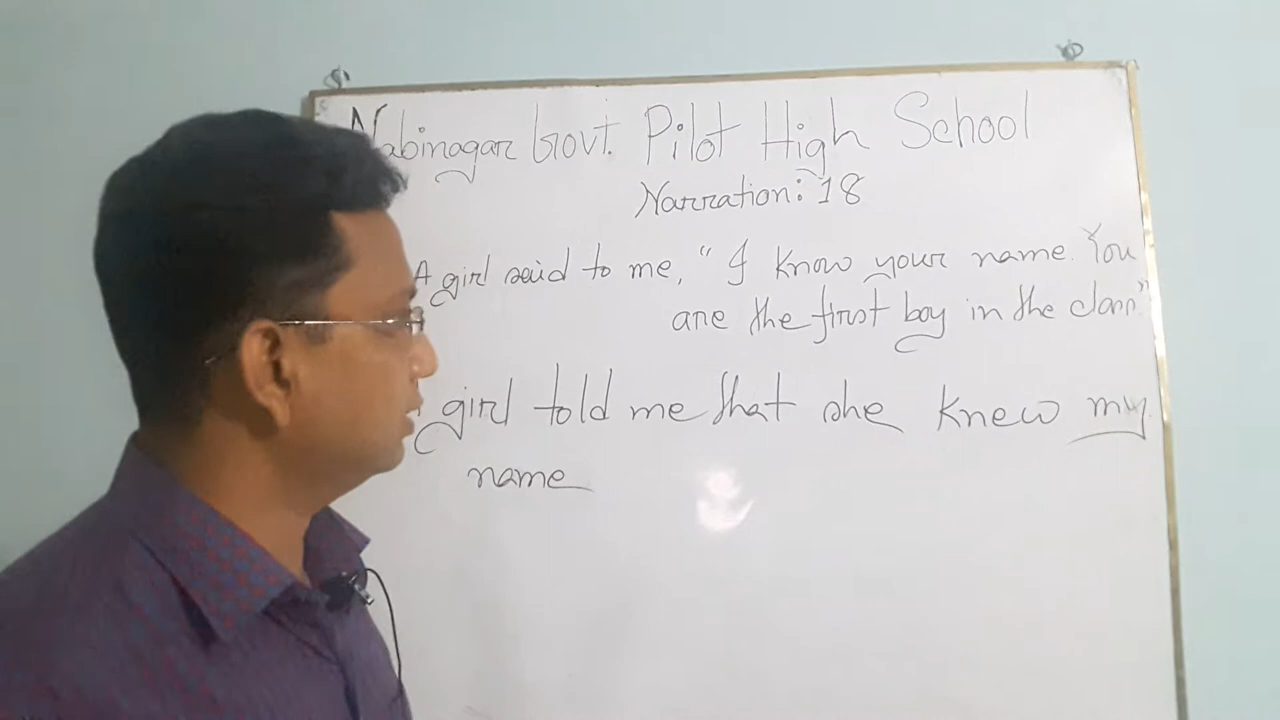 Nabinagar Govt. Pilot High School
Narration: 18
A girl said to me, "I know your name. You
are the first boy in the class."
girl told me that she knew my
name